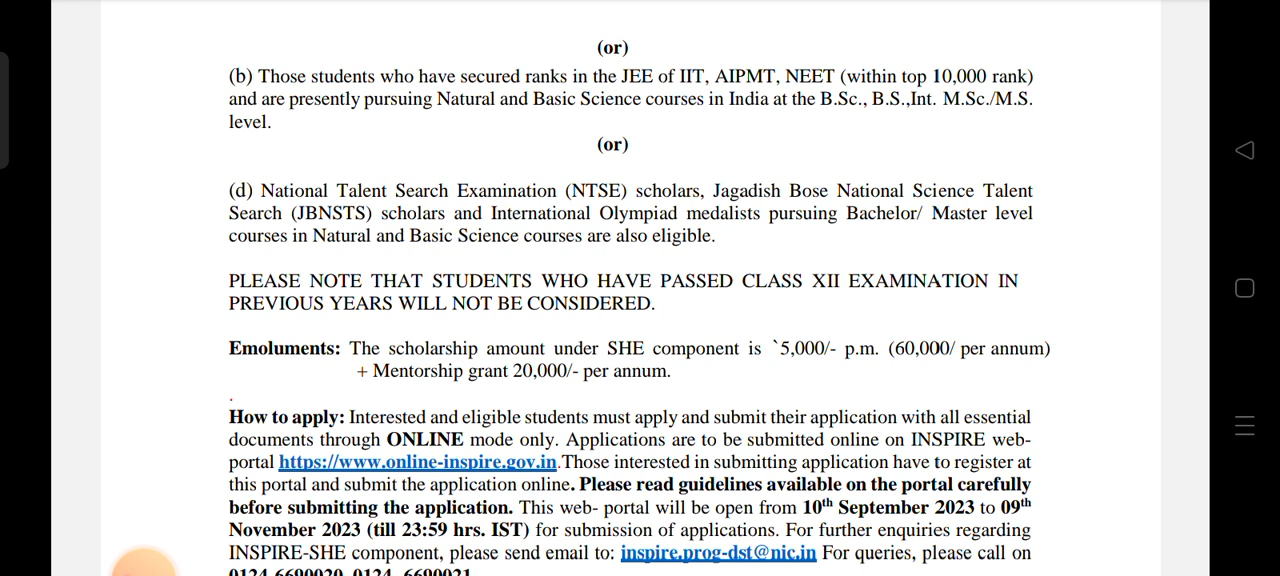 (or)
(b) Those students who have secured ranks in the JEE of IIT, AIPMT, NEET (within top 10,000 rank)
and are presently pursuing Natural and Basic Science courses in India at the B.Sc., B.S.,Int. M.Sc./M.S.
level.
(or)
(d) National Talent Search Examination (NTSE) scholars, Jagadish Bose National Science Talent
Search (JBNSTS) scholars and International Olympiad medalists pursuing Bachelor/ Master level
courses in Natural and Basic Science courses are also eligible.
PLEASE NOTE THAT STUDENTS WHO HAVE PASSED CLASS XII EXAMINATION IN
PREVIOUS YEARS WILL NOT BE CONSIDERED.
Emoluments: The scholarship amount under SHE component is `5,000/- p.m. (60,000/ per annum)
+ Mentorship grant 20,000/- per annum.
.
How to apply: Interested and eligible students must apply and submit their application with all essential
documents through ONLINE mode only. Applications are to be submitted online on INSPIRE web-
portal https://www.online-inspire.gov.in.Those interested in submitting application have to register at
this portal and submit the application online. Please read guidelines available on the portal carefully
before submitting the application. This web- portal will be open from 10th September 2023 to 09th
November 2023 (till 23:59 hrs. IST) for submission of applications. For further enquiries regarding
INSPIRE-SHE component, please send email to: inspire.prog-dst@nic.in For queries, please call on
0124-6690020, 0124- 6690021